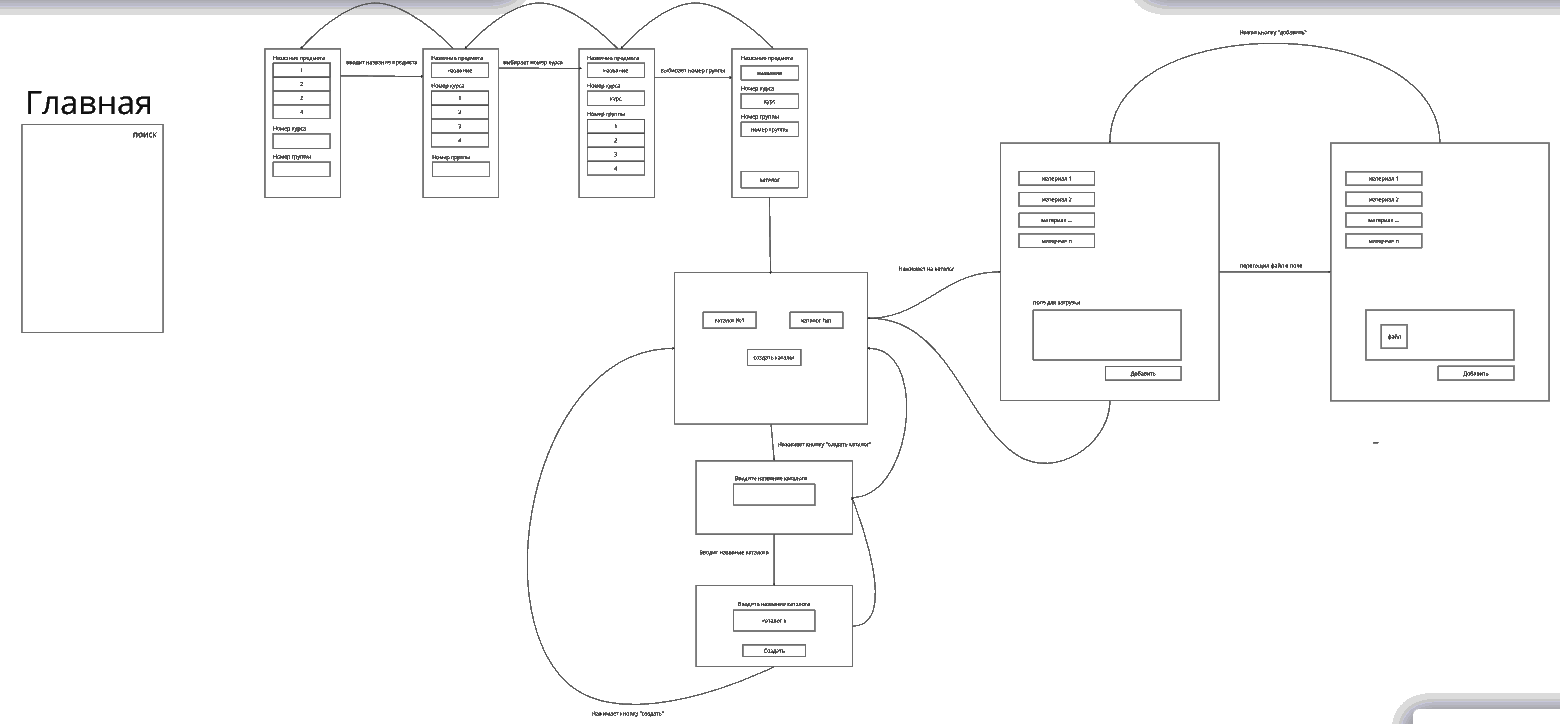 Главная
ПОИСК
Название предмета
1
2
2
4
Номер курса
Номер группы
вводит название предмета
Название предмета
название
Номер курса
1
2
3
4
Номер группы
выбирает номер курса
Название предмета
название
Номер курса
курс
Номер группы
1
2
3
4
выбирает номер группы
Название предмета
название
Номер курса
курс
Номер группы
номер группы
каталог
каталог №1
каталог №n
создать каталог
Нажимает кнопку "создать каталог"
Введите название каталога
Вводит название каталога
Введите название каталога
каталог k
Создать
Нажимает кнопку "создать"
Нажимает на каталог
материал 1
материал 2
материал ...
материал n
поле для загрузки
Добавить
перетащил файл в поле
кнопку "добавить"
материал 1
материал 2
материал ...
материал n
файл
Добавить